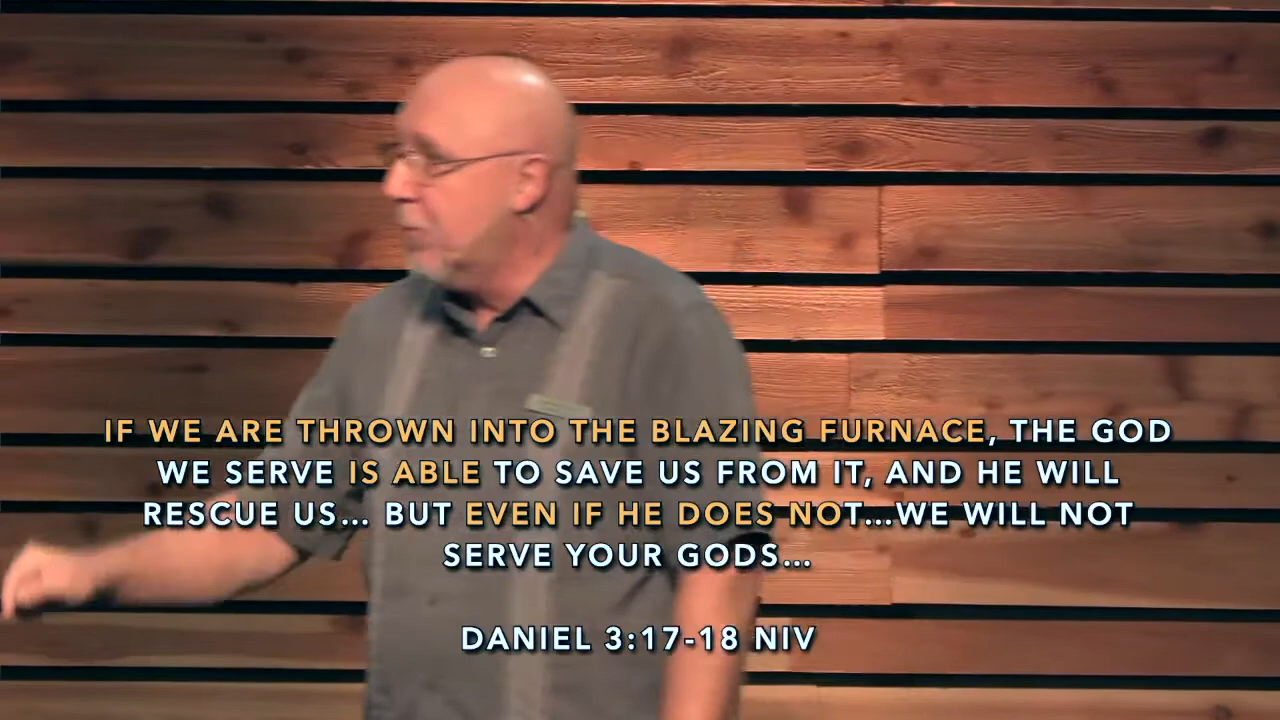 IF WE ARE THROWN INTO THE BLAZING FURNACE, THE GOD
WE SERVE IS ABLE TO SAVE US FROM IT, AND HE WILL
RESCUE US... BUT EVEN IF HE DOES NOT...WE WILL NOT
SERVE YOUR GODS...
DANIEL 3:17-18 NIV